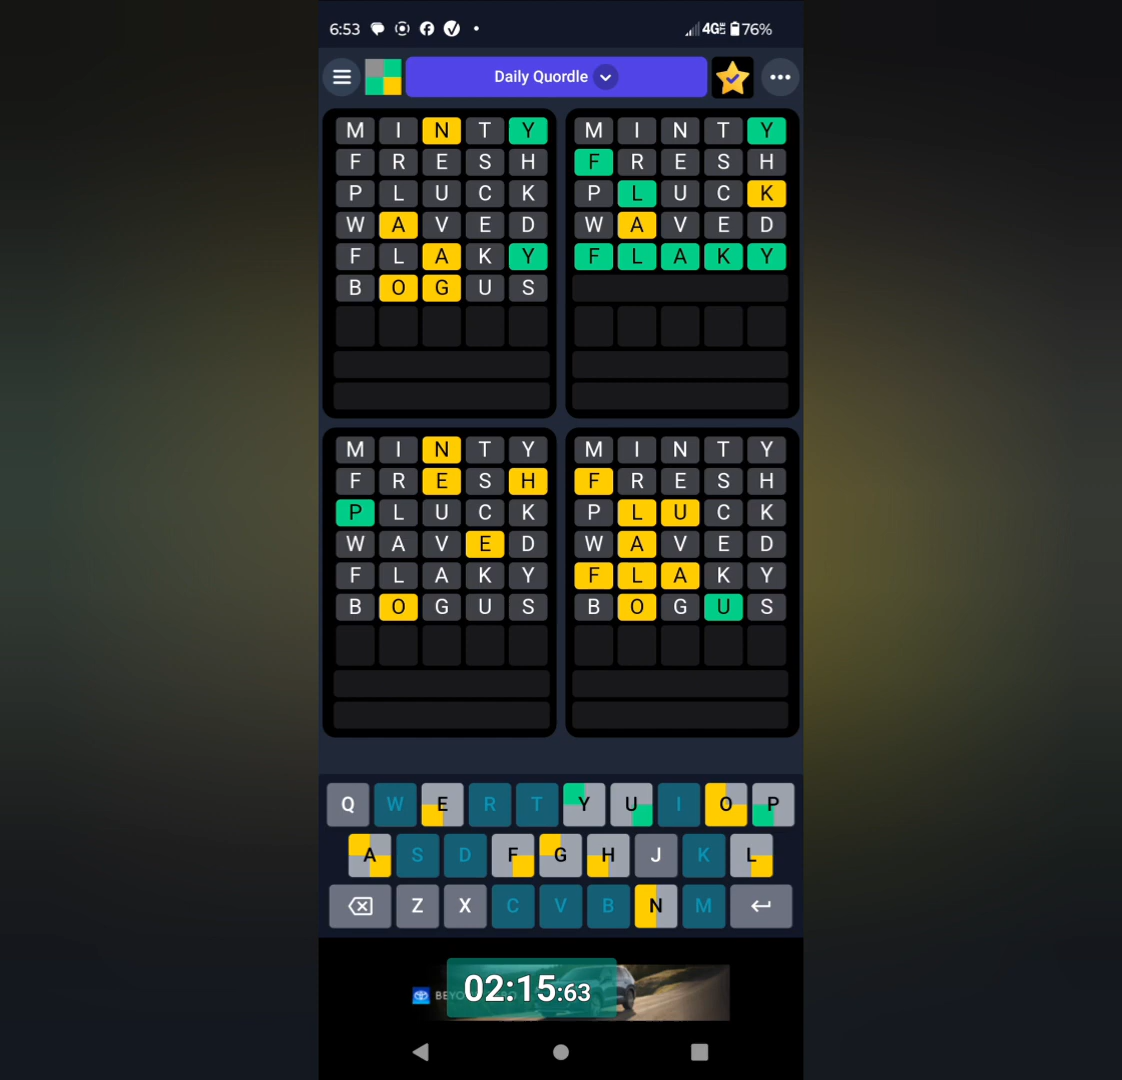 6:53 4G 76%
Daily Quordle
M I N T Y M I N T Y
F R E S H F R E S H
P L U C K P L U C K
W A V E D W A V E D
F L A K Y F L A K Y
B O G U S
M I N T Y M I N T Y
F R E S H F R E S H
P L U C K P L U C K
W A V E D W A V E D
F L A K Y F L A K Y
B O G U S B O G U S
Q W E R T Y U I O P
A S D F G H J K L
Z X C V B N M
02:15:63